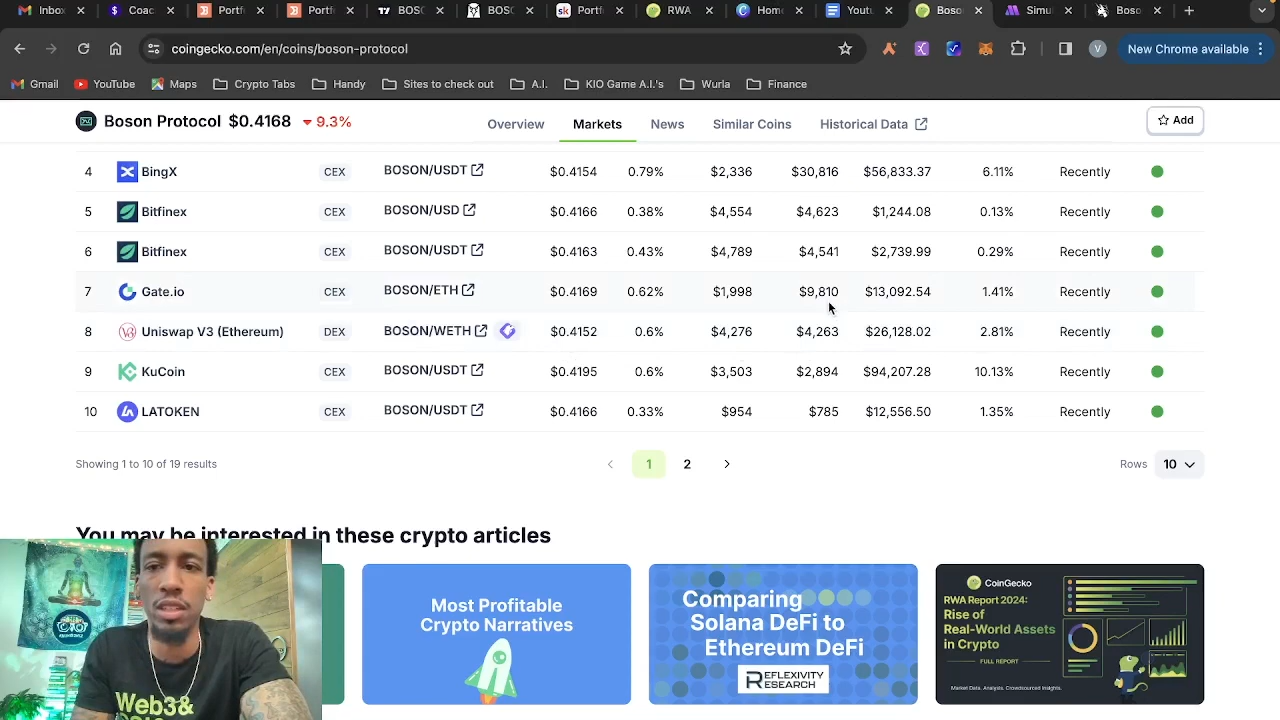 Inbo
Coac
Portf
Portf
BOSC
BOSC
Portf
RWA
Hom
Yout
Boso
Simu
Boso
coingecko.com/en/coins/boson-protocol
V
New Chrome available
Gmail
YouTube
Maps
Crypto Tabs
Handy
Sites to check out
A.I.
KIO Game A.I.'s
Wurla
Finance
Boson Protocol $0.4168 9.3%
Overview
Markets
News
Similar Coins
Historical Data
Add
4 BingX CEX BOSON/USDT $0.4154 0.79% $2,336 $30,816 $56,833.37 6.11% Recently
5 Bitfinex CEX BOSON/USD $0.4166 0.38% $4,554 $4,623 $1,244.08 0.13% Recently
6 Bitfinex CEX BOSON/USDT $0.4163 0.43% $4,789 $4,541 $2,739.99 0.29% Recently
7 Gate.io CEX BOSON/ETH $0.4169 0.62% $1,998 $9,810 $13,092.54 1.41% Recently
8 Uniswap V3 (Ethereum) DEX BOSON/WETH $0.4152 0.6% $4,276 $4,263 $26,128.02 2.81% Recently
9 KuCoin CEX BOSON/USDT $0.4195 0.6% $3,503 $2,894 $94,207.28 10.13% Recently
10 LATOKEN CEX BOSON/USDT $0.4166 0.33% $954 $785 $12,556.50 1.35% Recently
Showing 1 to 10 of 19 results
1
2
Rows 10
You may be interested in these crypto articles
Most Profitable
Crypto Narratives
Comparing
Solana DeFi to
Ethereum DeFi
REFLEXIVITY
RESEARCH
CoinGecko
RWA Report 2024:
Rise of
Real-World Assets
in Crypto
FULL REPORT
Market Data. Analysis. Crowdsourced Insights.
Web3&